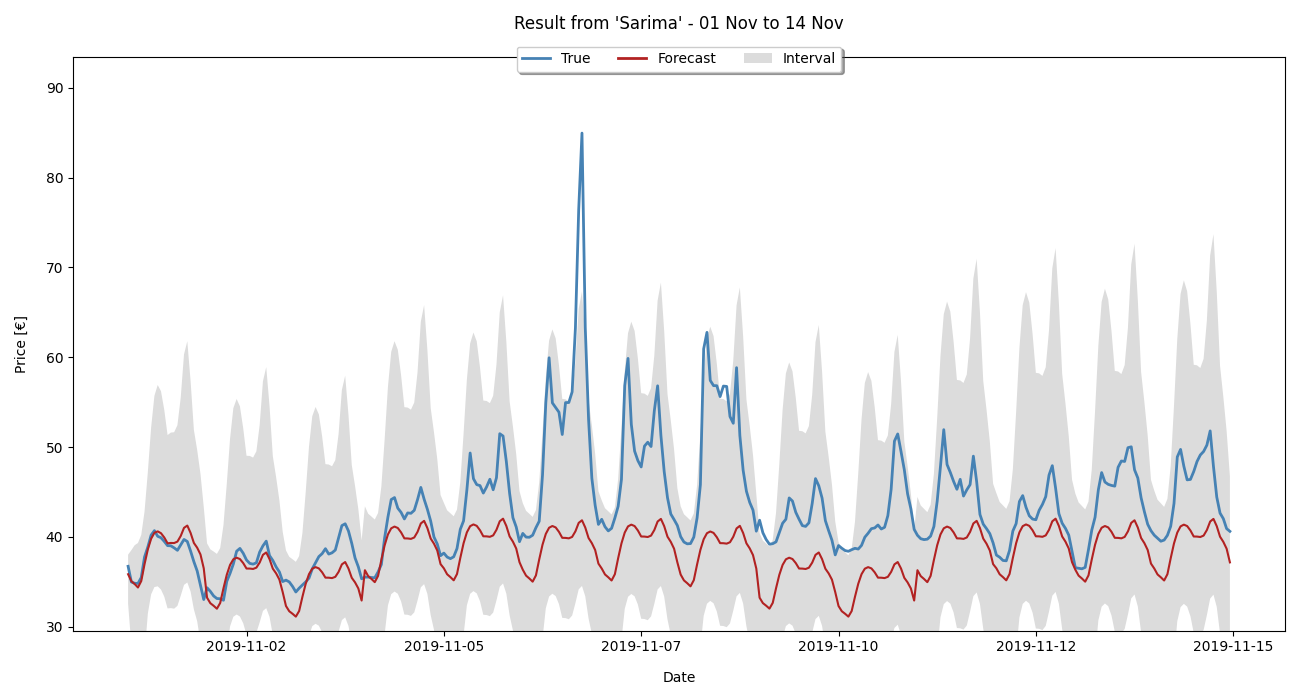 Result from 'Sarima' - 01 Nov to 14 Nov
True Forecast Interval
90
80
70
60
50
40
30
Price [€]
2019-11-02 2019-11-05 2019-11-07 2019-11-10 2019-11-12 2019-11-15
Date